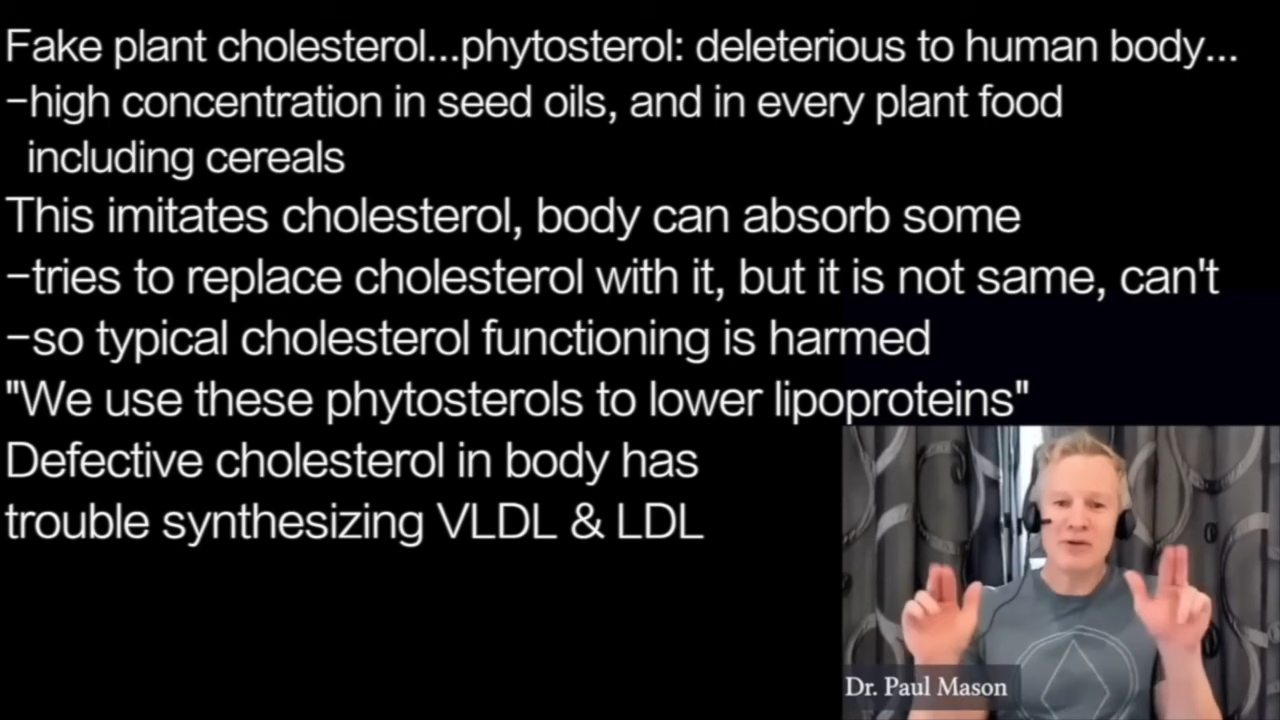 Fake plant cholesterol...phytosterol: deleterious to human body...
−high concentration in seed oils, and in every plant food
including cereals
This imitates cholesterol, body can absorb some
−tries to replace cholesterol with it, but it is not same, can't
−so typical cholesterol functioning is harmed
"We use these phytosterols to lower lipoproteins"
Defective cholesterol in body has
trouble synthesizing VLDL & LDL
Dr. Paul Mason